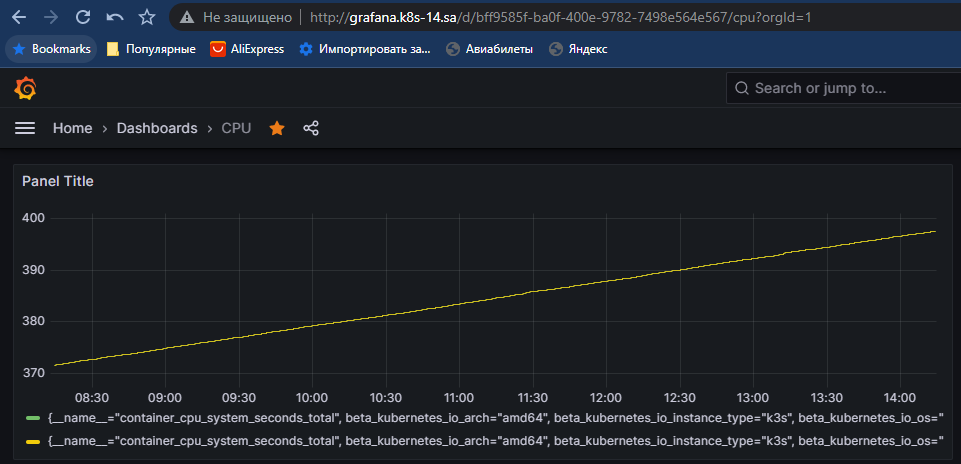 Не защищено http://grafana.k8s-14.sa/d/bff9585f-ba0f-400e-9782-7498e564e567/cpu?orgId=1
Bookmarks Популярные AliExpress Импортировать за... Авиабилеты Яндекс
Search or jump to...
Home › Dashboards › CPU
Panel Title
400
390
380
370
08:30 09:00 09:30 10:00 10:30 11:00 11:30 12:00 12:30 13:00 13:30 14:00
{__name__="container_cpu_system_seconds_total", beta_kubernetes_io_arch="amd64", beta_kubernetes_io_instance_type="k3s", beta_kubernetes_io_os="
{__name__="container_cpu_system_seconds_total", beta_kubernetes_io_arch="amd64", beta_kubernetes_io_instance_type="k3s", beta_kubernetes_io_os="